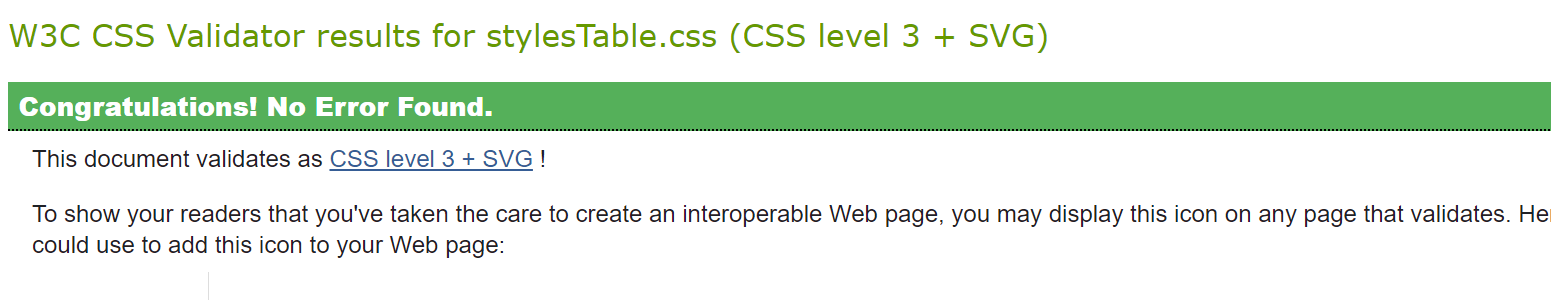 W3C CSS Validator results for stylesTable.css (CSS level 3 + SVG)
Congratulations! No Error Found.
This document validates as CSS level 3 + SVG !
To show your readers that you've taken the care to create an interoperable Web page, you may display this icon on any page that validates.
could use to add this icon to your Web page: